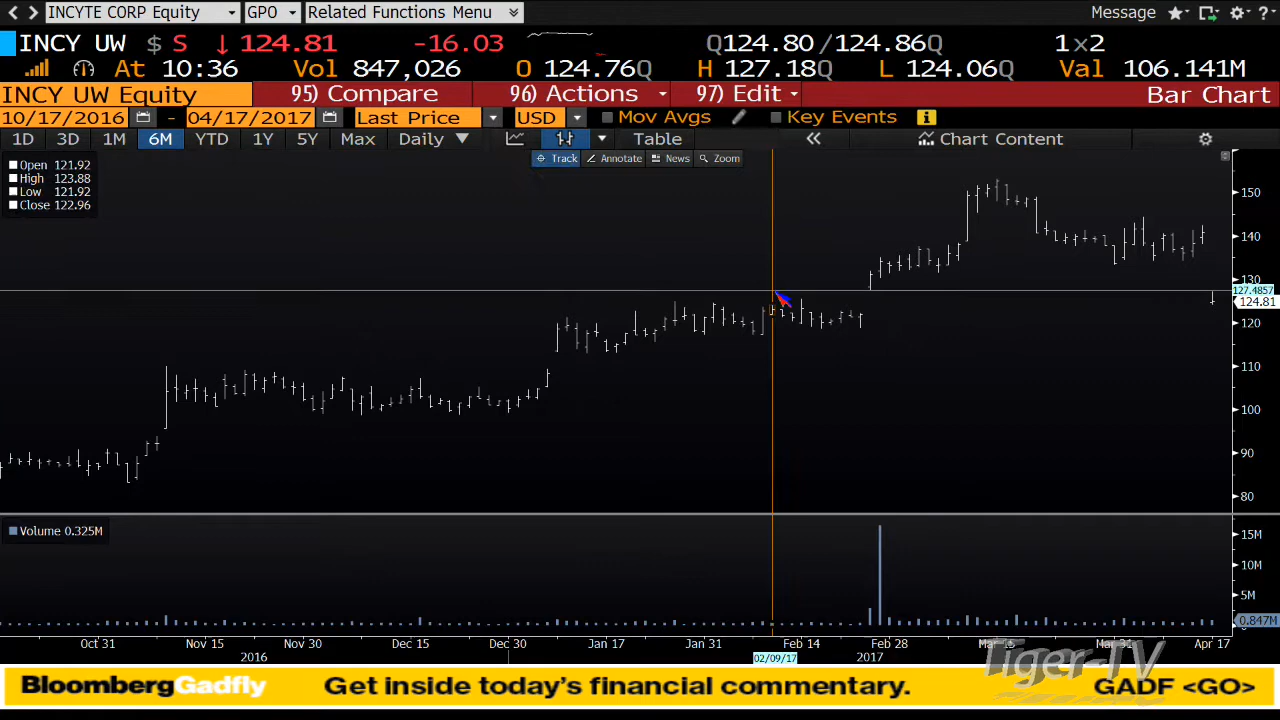 INCYTE CORP Equity GPO Related Functions Menu Message ?
INCY UW $ S ↓ 124.81 -16.03 Q124.80/124.86Q 1×2
At 10:36 Vol 847,026 O 124.76Q H 127.18Q L 124.06Q Val 106.141M
INCY UW Equity 95) Compare 96) Actions 97) Edit Bar Chart
10/17/2016 - 04/17/2017 Last Price USD Mov Avgs Key Events i
1D 3D 1M 6M YTD 1Y 5Y Max Daily ▼ Table « Chart Content
Track Annotate News Zoom
Open 121.92
High 123.88
Low 121.92
Close 122.96
150
140
130
127.4857
124.81
120
110
100
90
80
Volume 0.325M
15M
10M
5M
0.847M
Oct 31 Nov 15 Nov 30 Dec 15 Dec 30 Jan 17 Jan 31 Feb 14 Feb 28 Mar 15 Mar 31 Apr 17
2016 02/09/17 2017
Tiger-TV
BloombergGadfly Get inside today's financial commentary. GADF <GO>